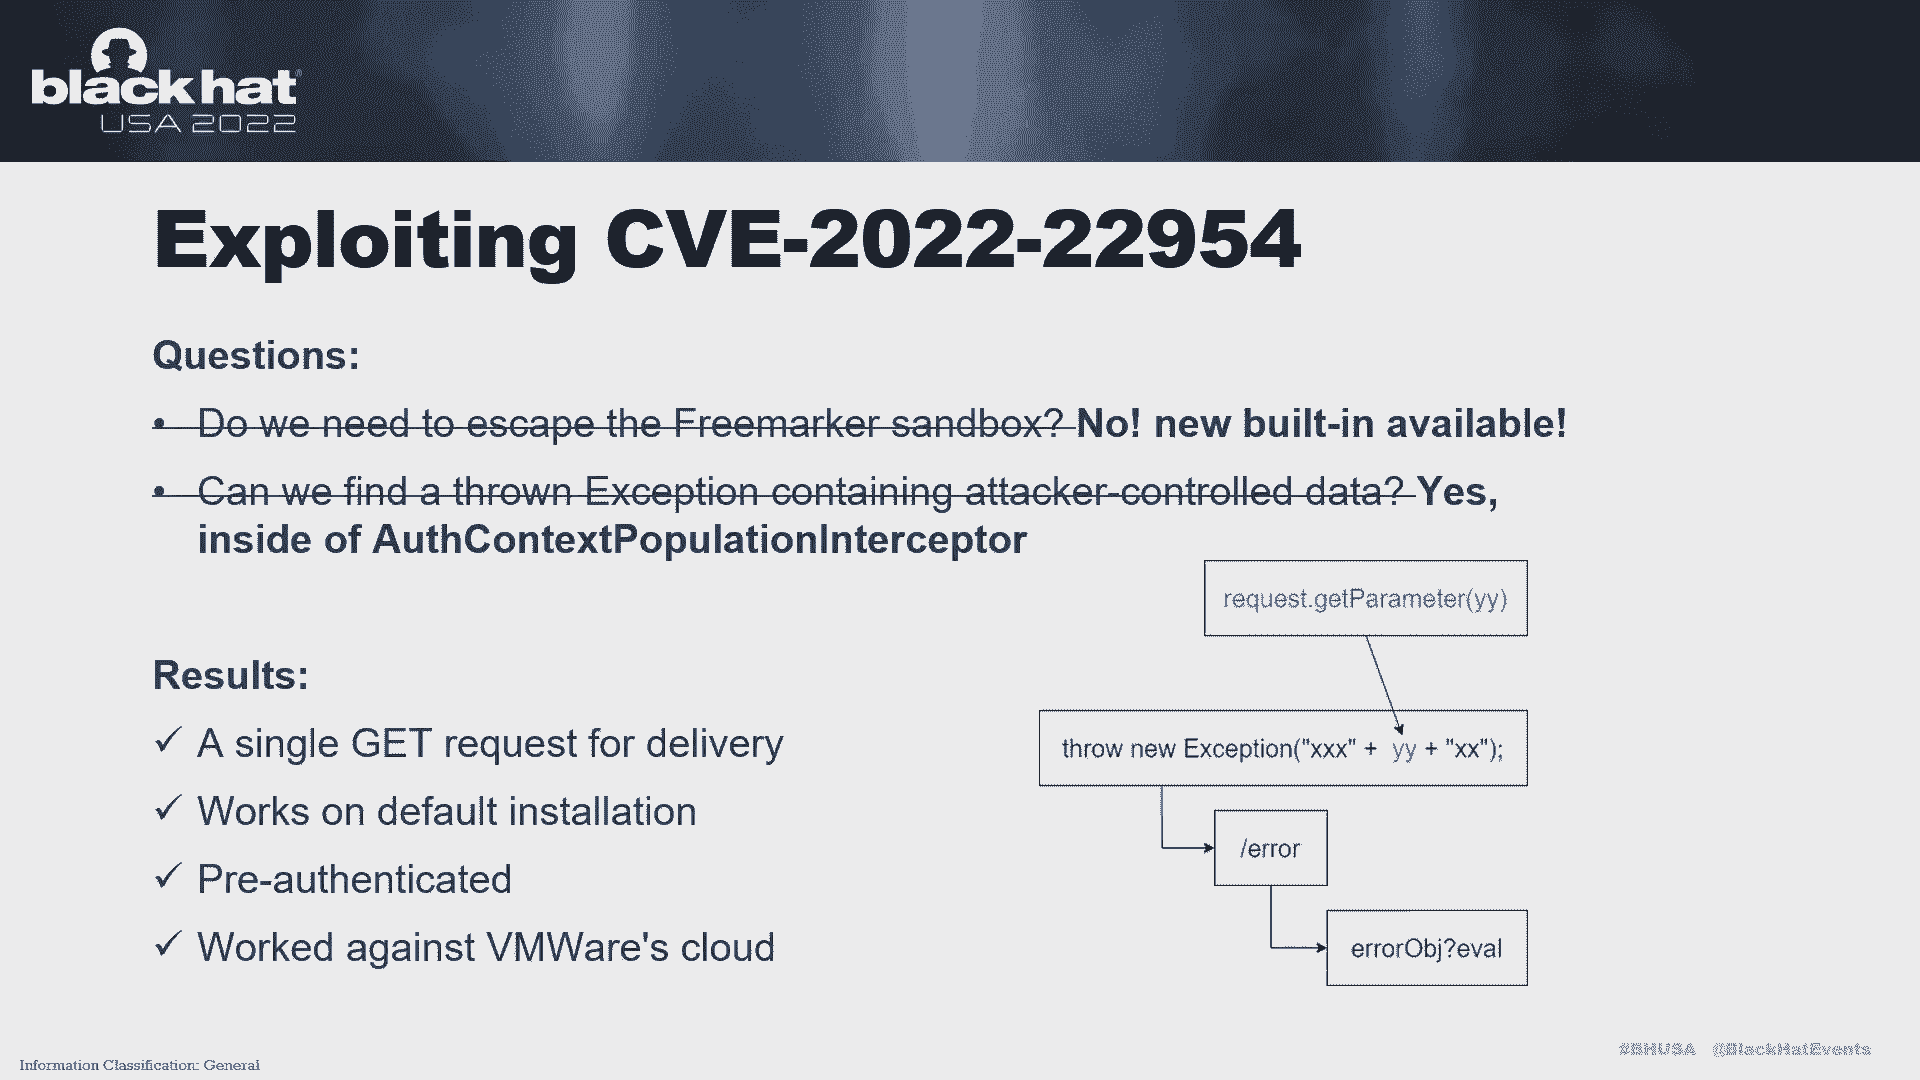 black hat
USA 2022
Exploiting CVE-2022-22954
Questions:
• Do we need to escape the Freemarker sandbox? No! new built-in available!
• Can we find a thrown Exception containing attacker-controlled data? Yes,
inside of AuthContextPopulationInterceptor
request.getParameter(yy)
Results:
✓ A single GET request for delivery
throw new Exception("xxx" + yy + "xx");
✓ Works on default installation
/error
✓ Pre-authenticated
✓ Worked against VMWare's cloud
errorObj?eval
#BHUSA @BlackHatEvents
Information Classification: General